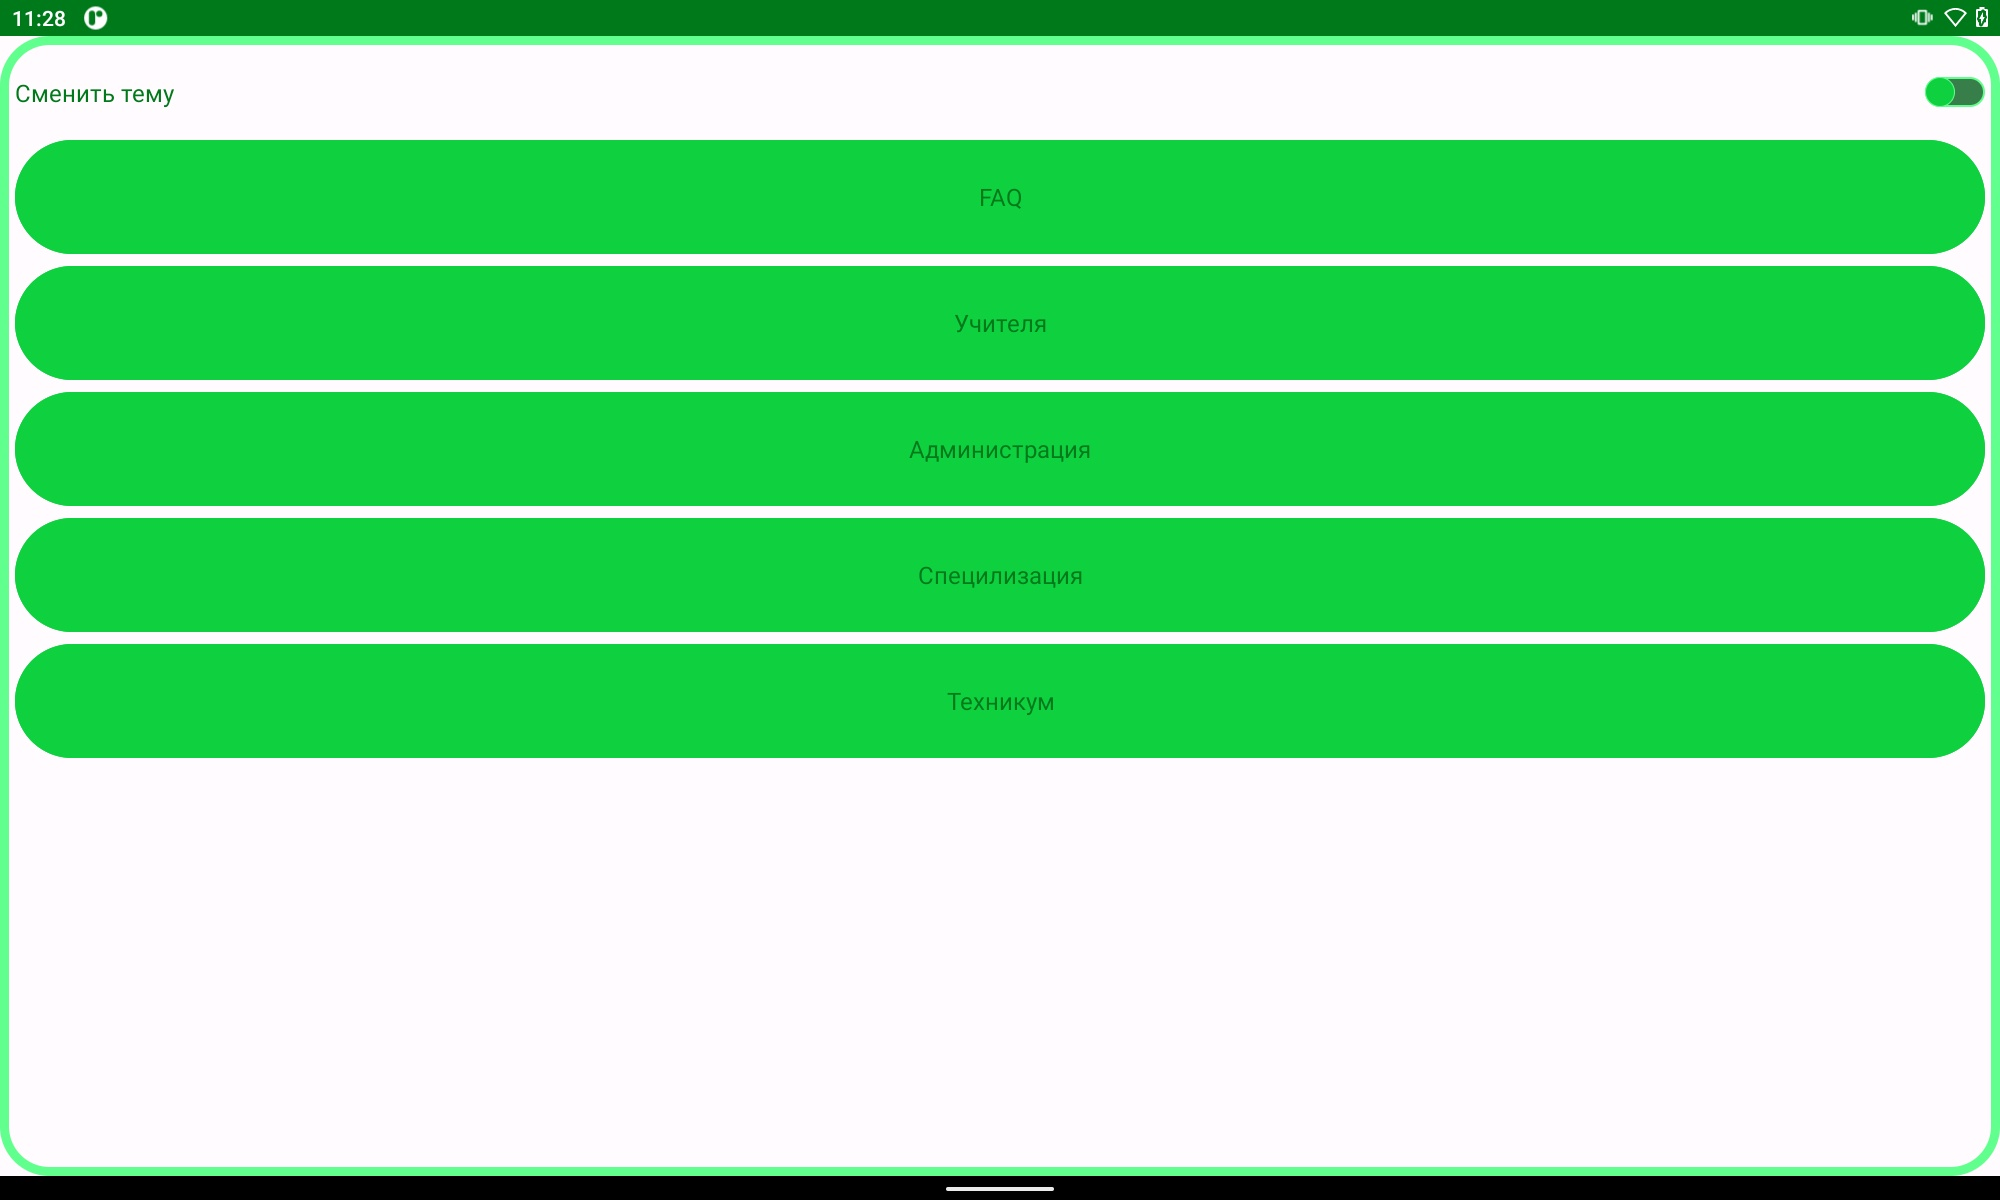 11:28
Сменить тему
FAQ
Учителя
Администрация
Специлизация
Техникум